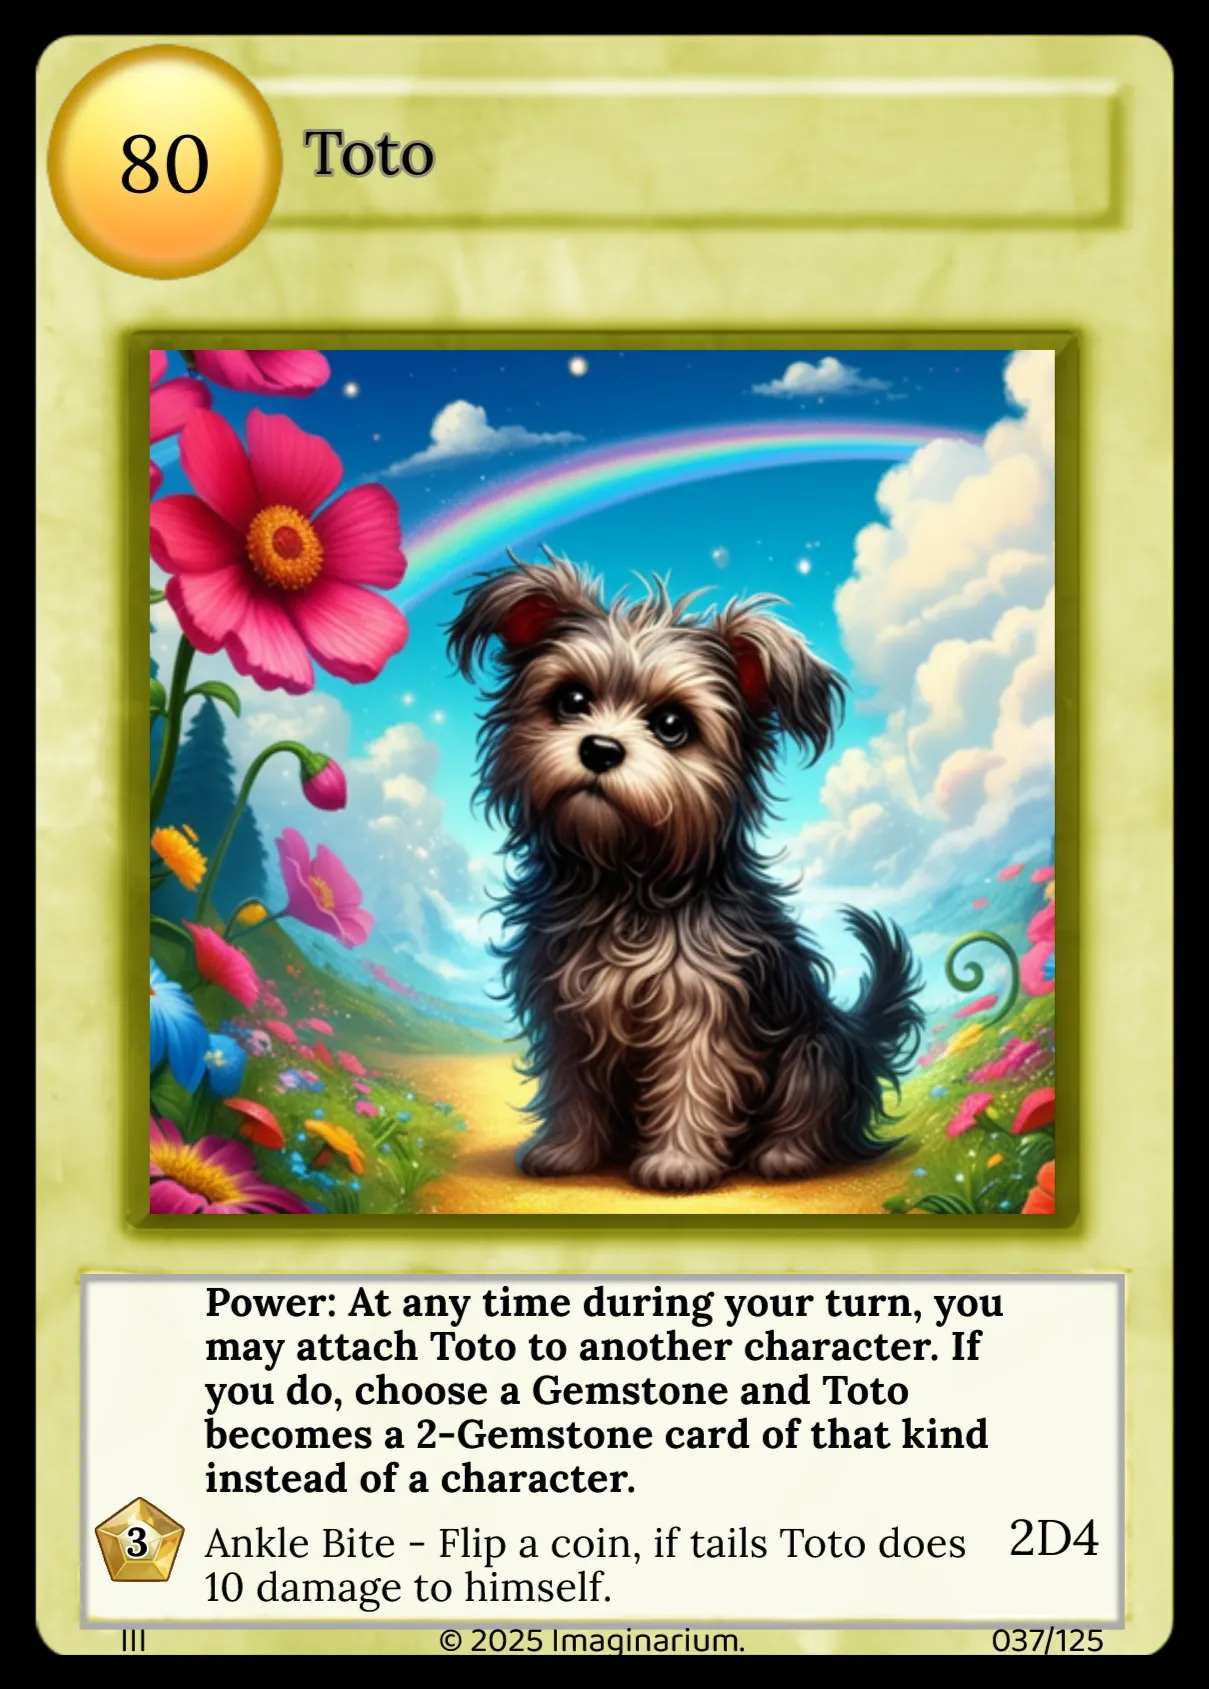 80
Toto
Power: At any time during your turn, you
may attach Toto to another character. If
you do, choose a Gemstone and Toto
becomes a 2-Gemstone card of that kind
instead of a character.
3
Ankle Bite - Flip a coin, if tails Toto does
10 damage to himself.
2D4
III
© 2025 Imaginarium.
037/125